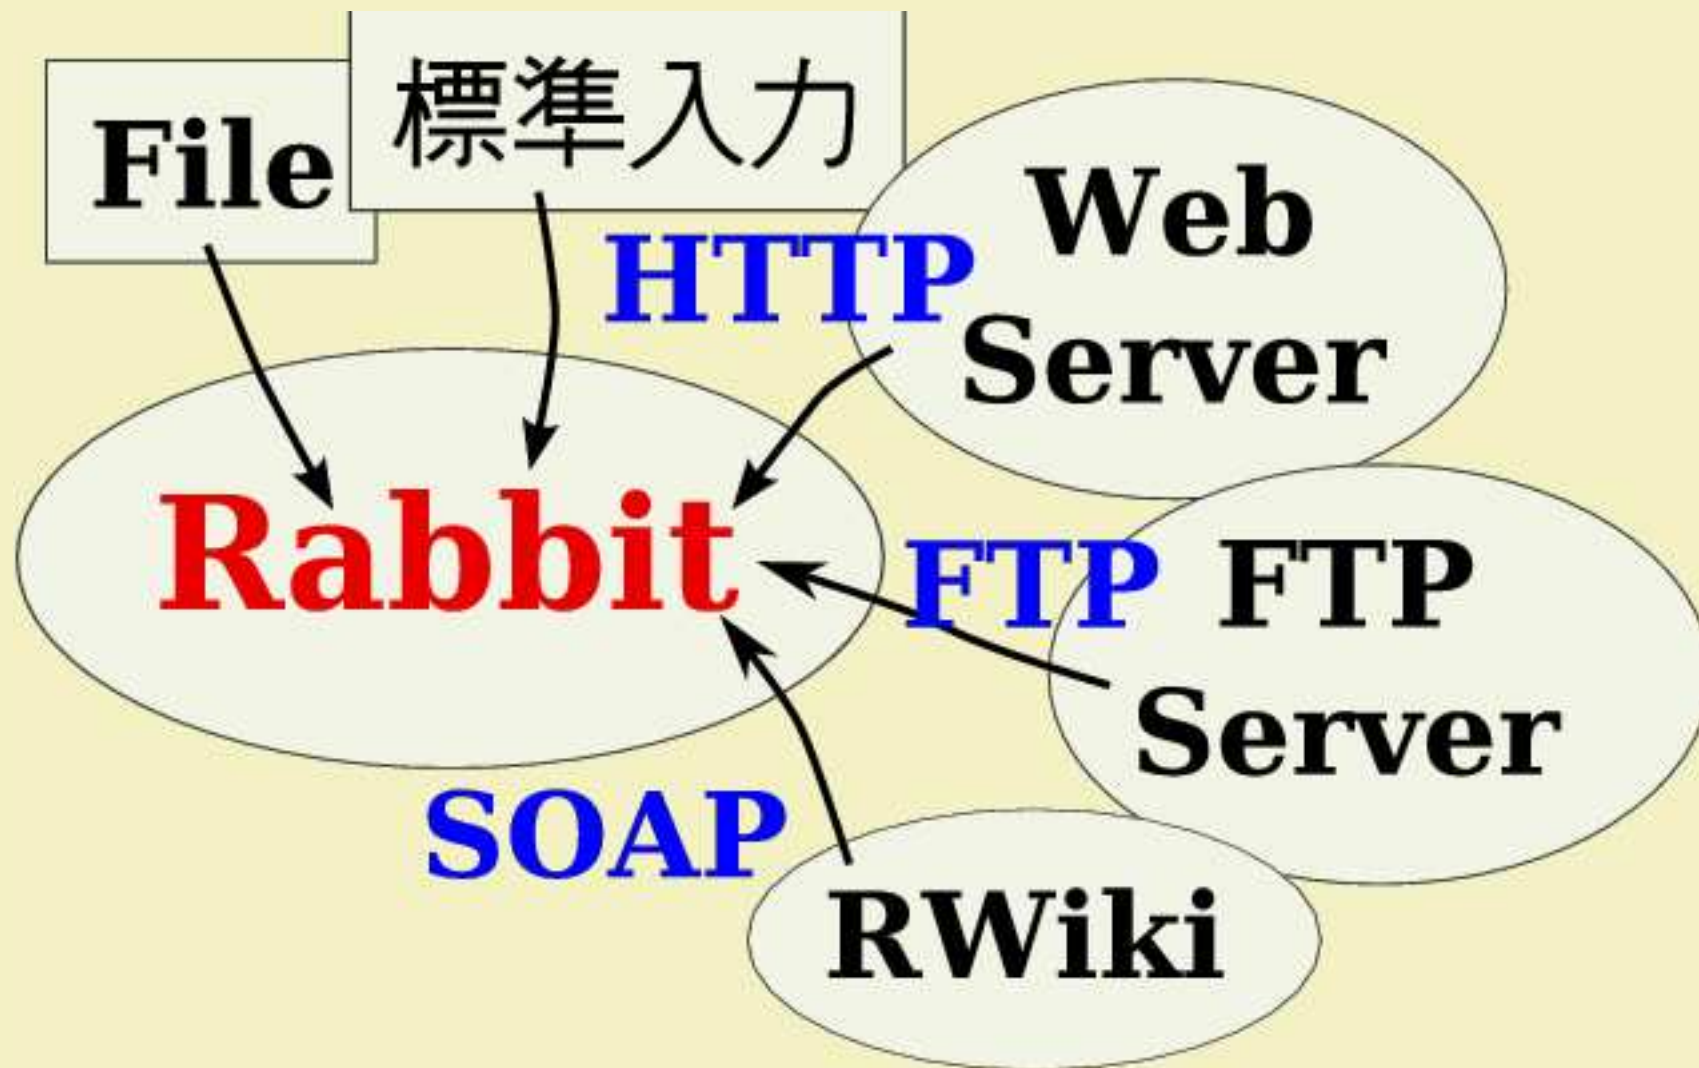 File
標準入力
HTTP
Web
Server
Rabbit
FTP
FTP
Server
SOAP
RWiki